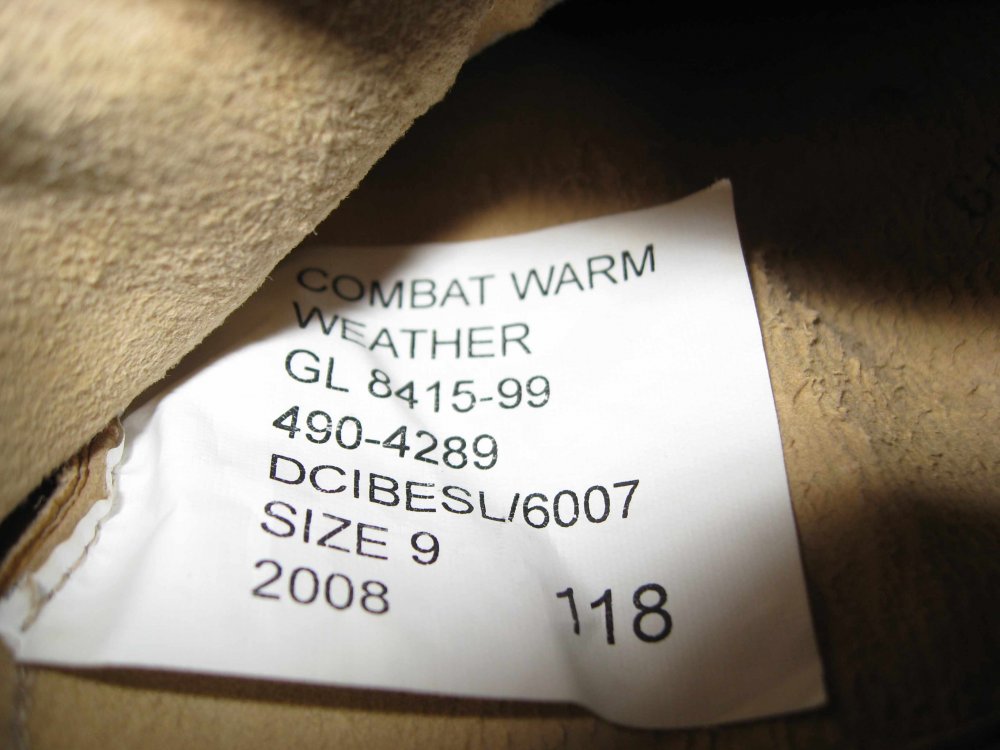 COMBAT WARM
WEATHER
GL 8415-99
490-4289
DCIBESL/6007
SIZE 9
2008
118